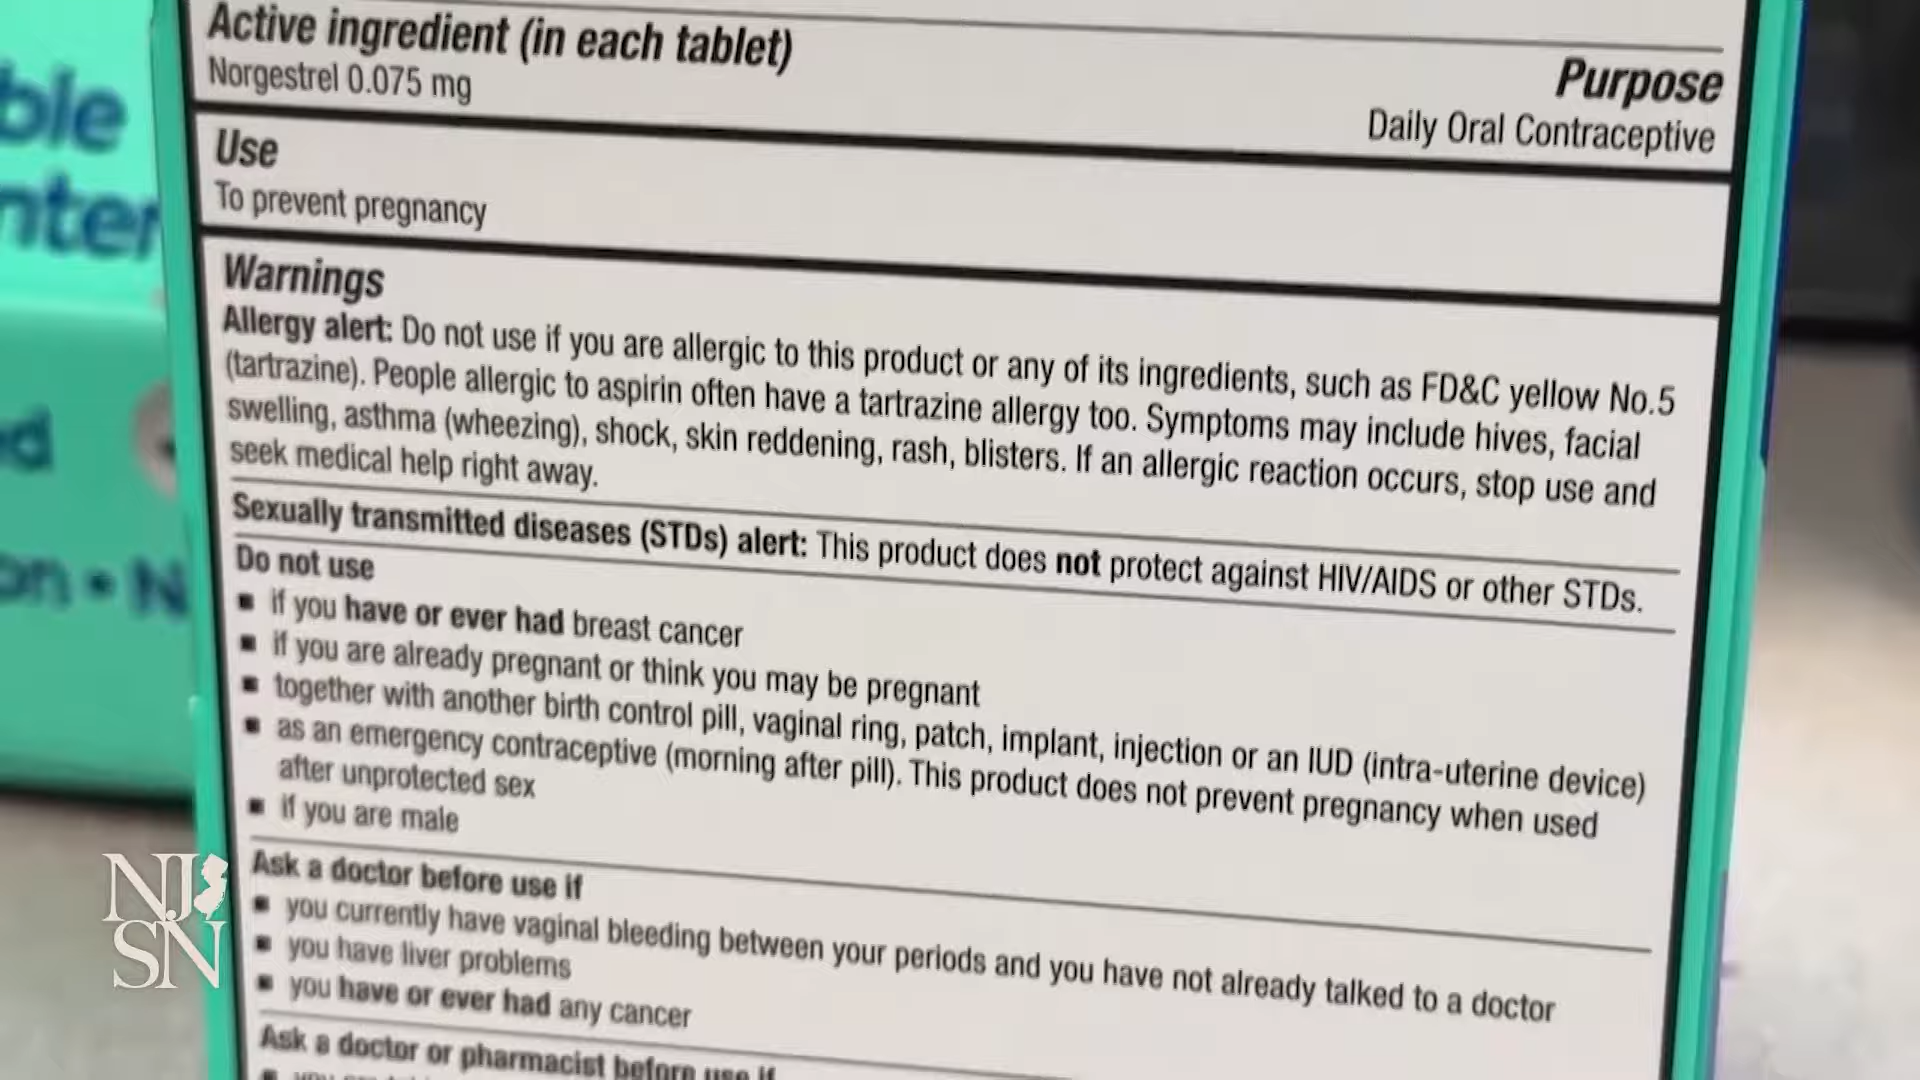 Active ingredient (in each tablet)
Purpose
Norgestrel 0.075 mg
Daily Oral Contraceptive
Use
To prevent pregnancy
Warnings
Allergy alert: Do not use if you are allergic to this product or any of its ingredients, such as FD&C yellow No.5
(tartrazine). People allergic to aspirin often have a tartrazine allergy too. Symptoms may include hives, facial
swelling, asthma (wheezing), shock, skin reddening, rash, blisters. If an allergic reaction occurs, stop use and
seek medical help right away.
Sexually transmitted diseases (STDs) alert: This product does not protect against HIV/AIDS or other STDs.
Do not use
■ if you have or ever had breast cancer
■ if you are already pregnant or think you may be pregnant
■ together with another birth control pill, vaginal ring, patch, implant, injection or an IUD (intra-uterine device)
■ as an emergency contraceptive (morning after pill). This product does not prevent pregnancy when used
after unprotected sex
■ if you are male
Ask a doctor before use if
■ you currently have vaginal bleeding between your periods and you have not already talked to a doctor
■ you have liver problems
■ you have or ever had any cancer
Ask a doctor or pharmacist before use if
NJ
SN